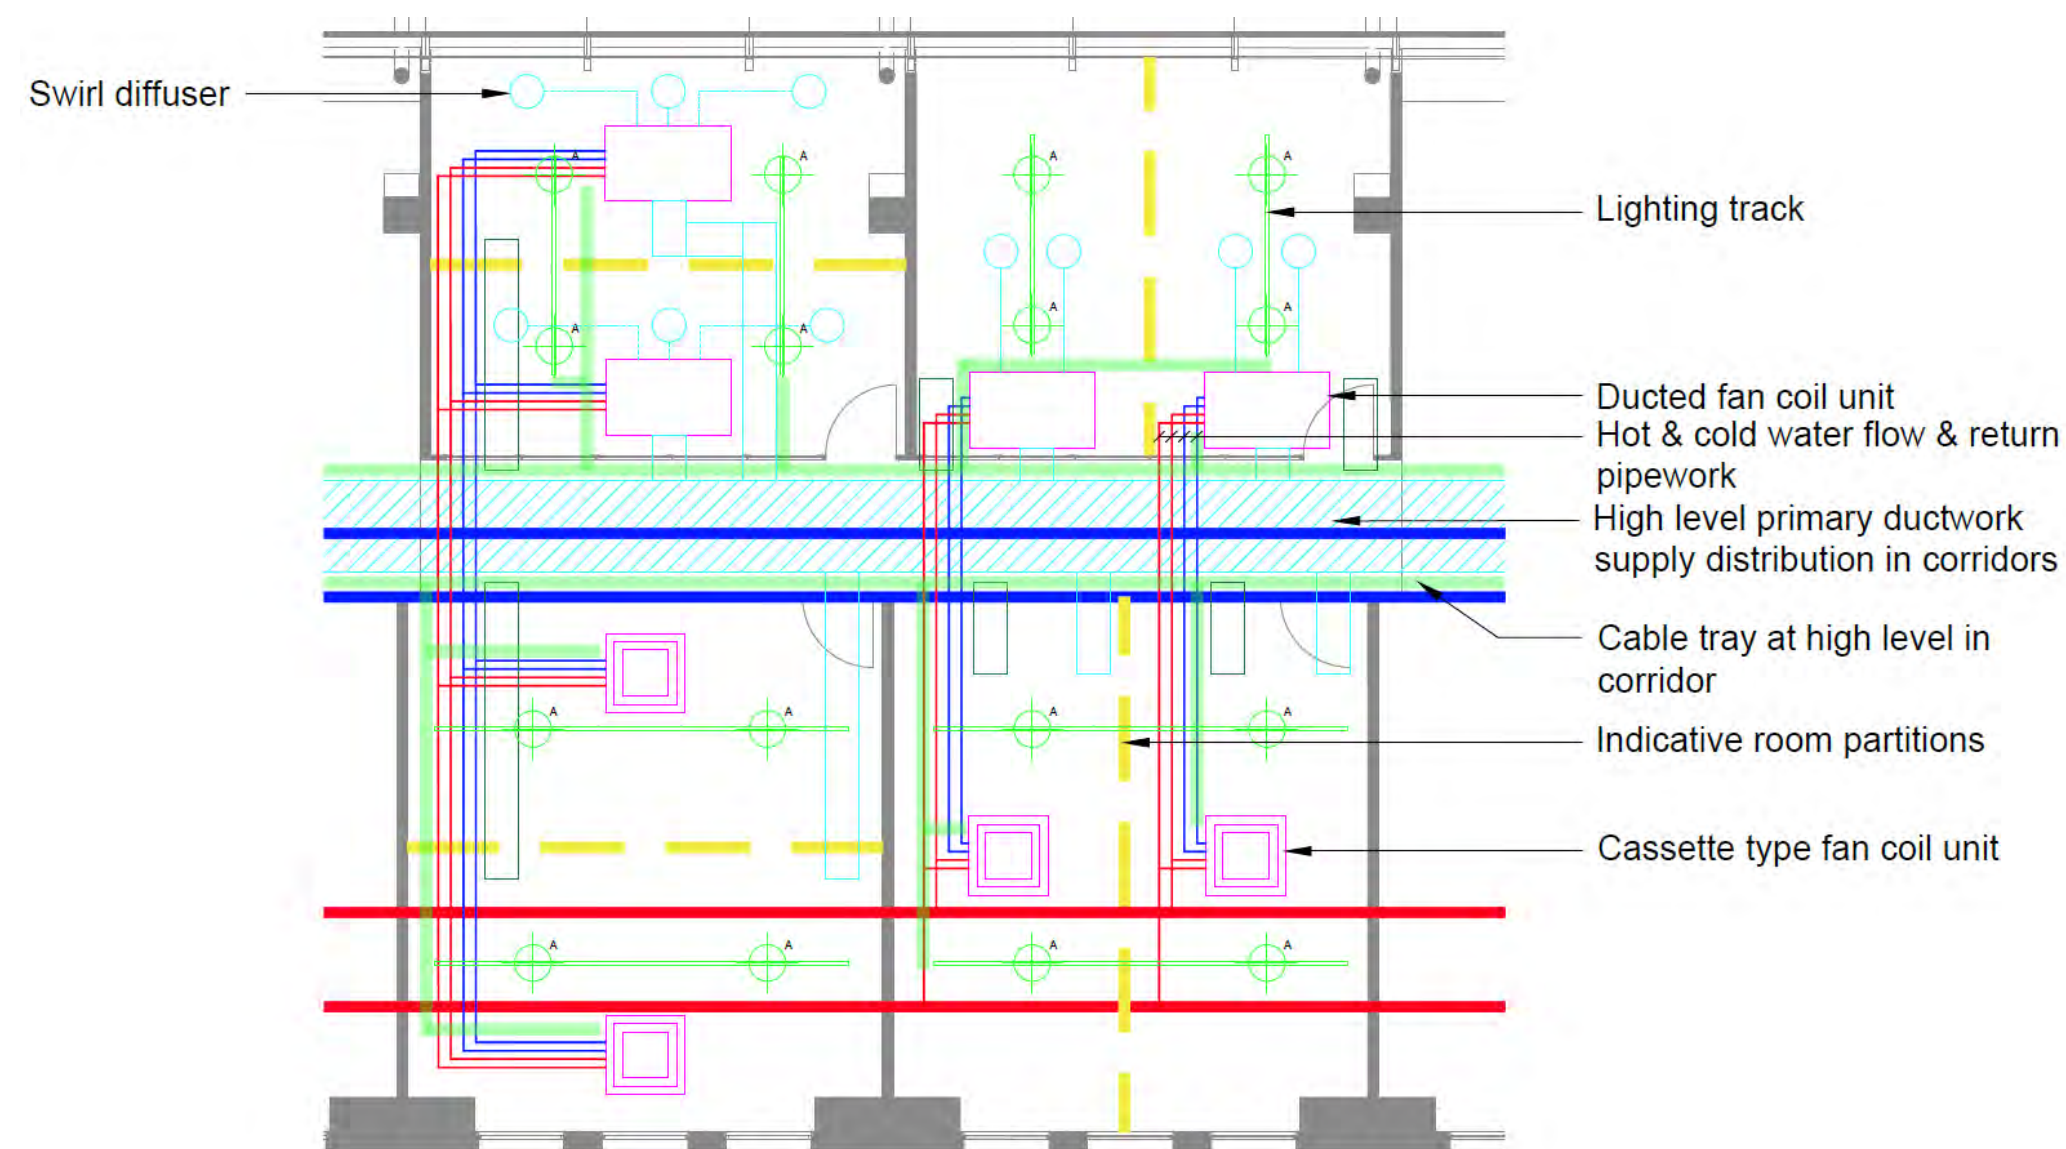 Swirl diffuser
A
A
A
A
Lighting track
A
A
A
A
Ducted fan coil unit
Hot & cold water flow & return
pipework
High level primary ductwork
supply distribution in corridors
Cable tray at high level in
corridor
A
A
A
A
Indicative room partitions
Cassette type fan coil unit
A
A
A
A